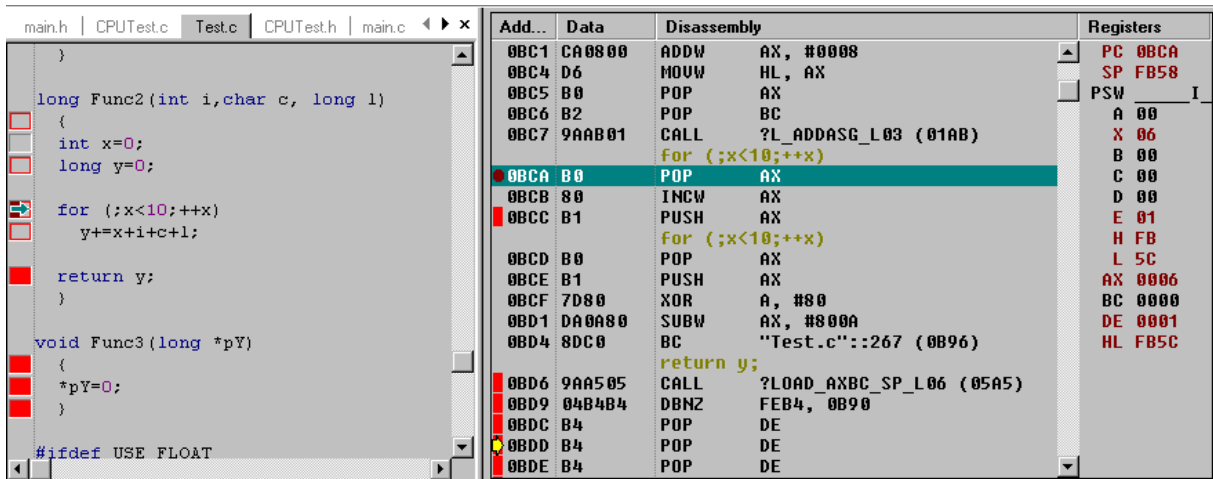 main.h | CPUTest.c Test.c CPUTest.h | main.c
}
long Func2(int i,char c, long l)
{
int x=0;
long y=0;
for (;x<10;++x)
y+=x+i+c+l;
return y;
}
void Func3(long *pY)
{
*pY=0;
}
#ifdef USE_FLOAT
Add... Data Disassembly
0BC1 CA0800 ADDW AX, #0008
0BC4 D6 MOVW HL, AX
0BC5 B0 POP AX
0BC6 B2 POP BC
0BC7 9AAB01 CALL ?L_ADDASG_L03 (01AB)
for (;x<10;++x)
0BCA B0 POP AX
0BCB 80 INCW AX
0BCC B1 PUSH AX
for (;x<10;++x)
0BCD B0 POP AX
0BCE B1 PUSH AX
0BCF 7D80 XOR A, #80
0BD1 DA0A80 SUBW AX, #800A
0BD4 8DC0 BC "Test.c"::267 (0B96)
return y;
0BD6 9AA505 CALL ?LOAD_AXBC_SP_L06 (05A5)
0BD9 04B4B4 DBNZ FEB4, 0B90
0BDC B4 POP DE
0BDD B4 POP DE
0BDE B4 POP DE
Registers
PC 0BCA
SP FB58
PSW _____I_
A 00
X 06
B 00
C 00
D 00
E 01
H FB
L 5C
AX 0006
BC 0000
DE 0001
HL FB5C